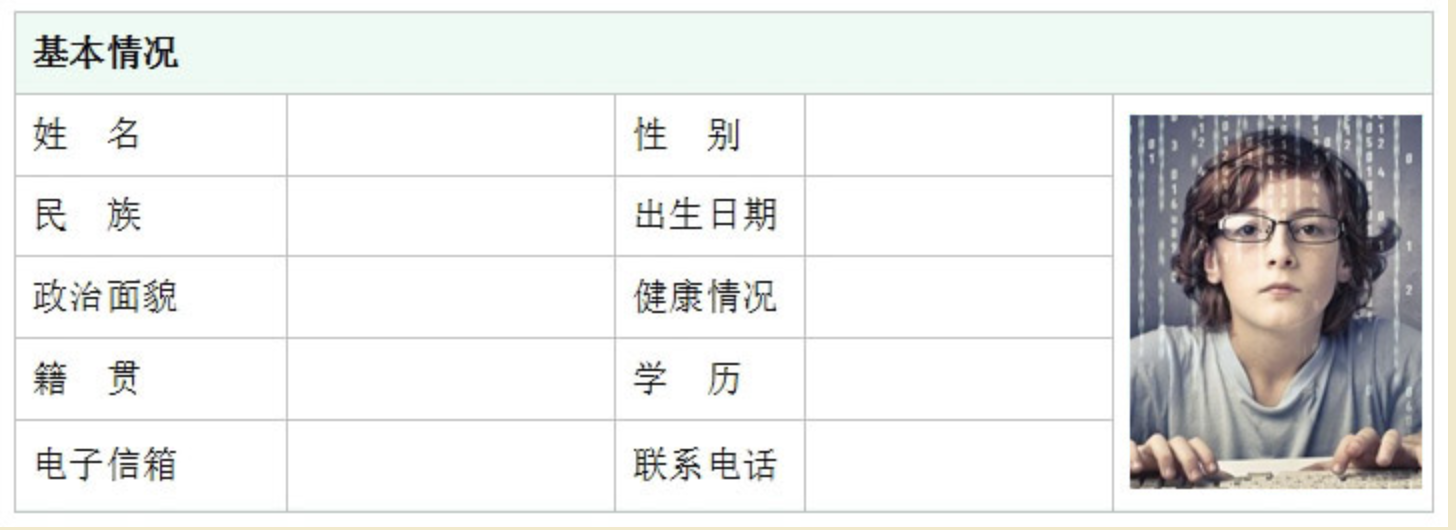 基本情况
姓　名　性　别
民　族　出生日期
政治面貌　健康情况
籍　贯　学　历
电子信箱　联系电话